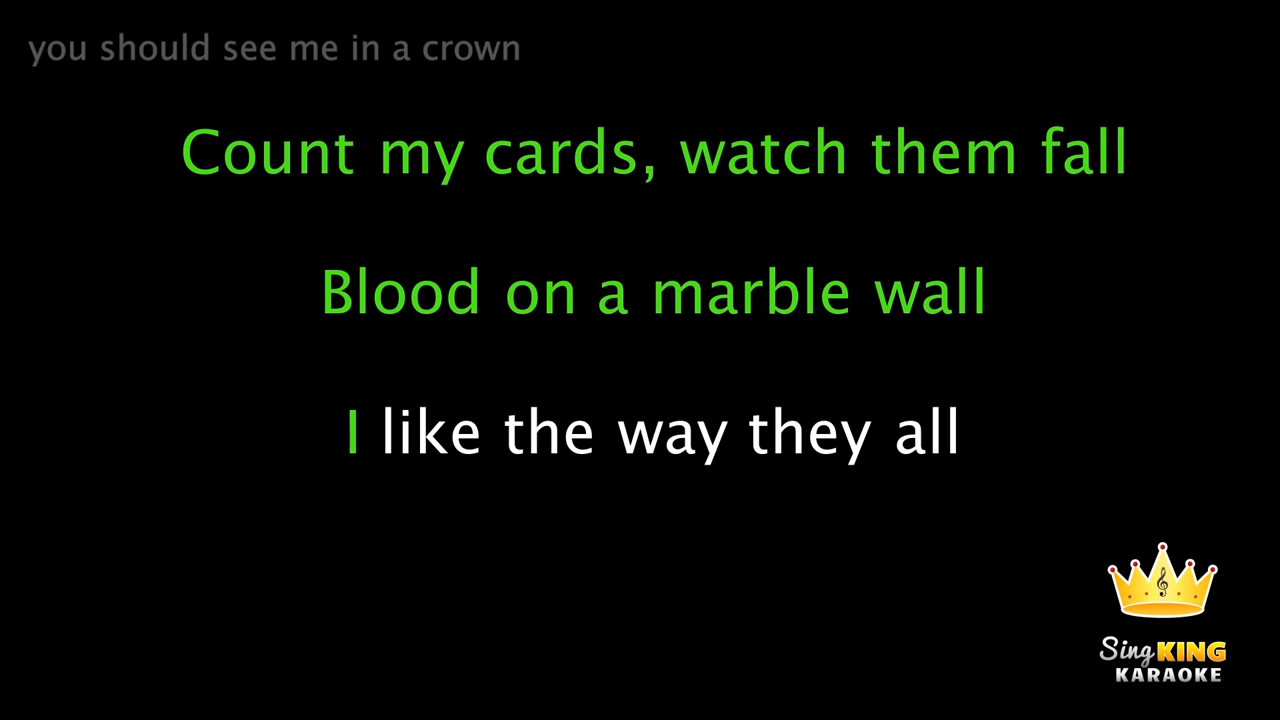 you should see me in a crown
Count my cards, watch them fall
Blood on a marble wall
I like the way they all
Sing KING
KARAOKE